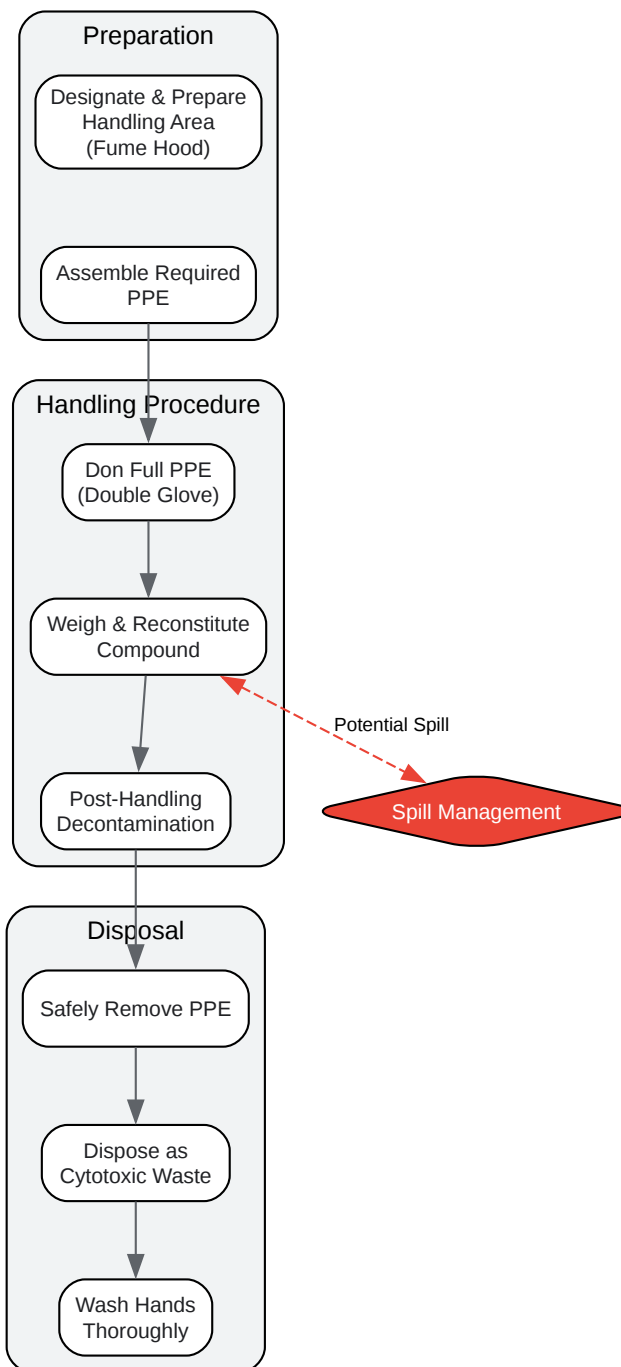 Preparation
Designate & Prepare
Handling Area
(Fume Hood)
Assemble Required
PPE
Handling Procedure
Don Full PPE
(Double Glove)
Weigh & Reconstitute
Compound
Potential Spill
Post-Handling
Decontamination
Spill Management
Disposal
Safely Remove PPE
Dispose as
Cytotoxic Waste
Wash Hands
Thoroughly